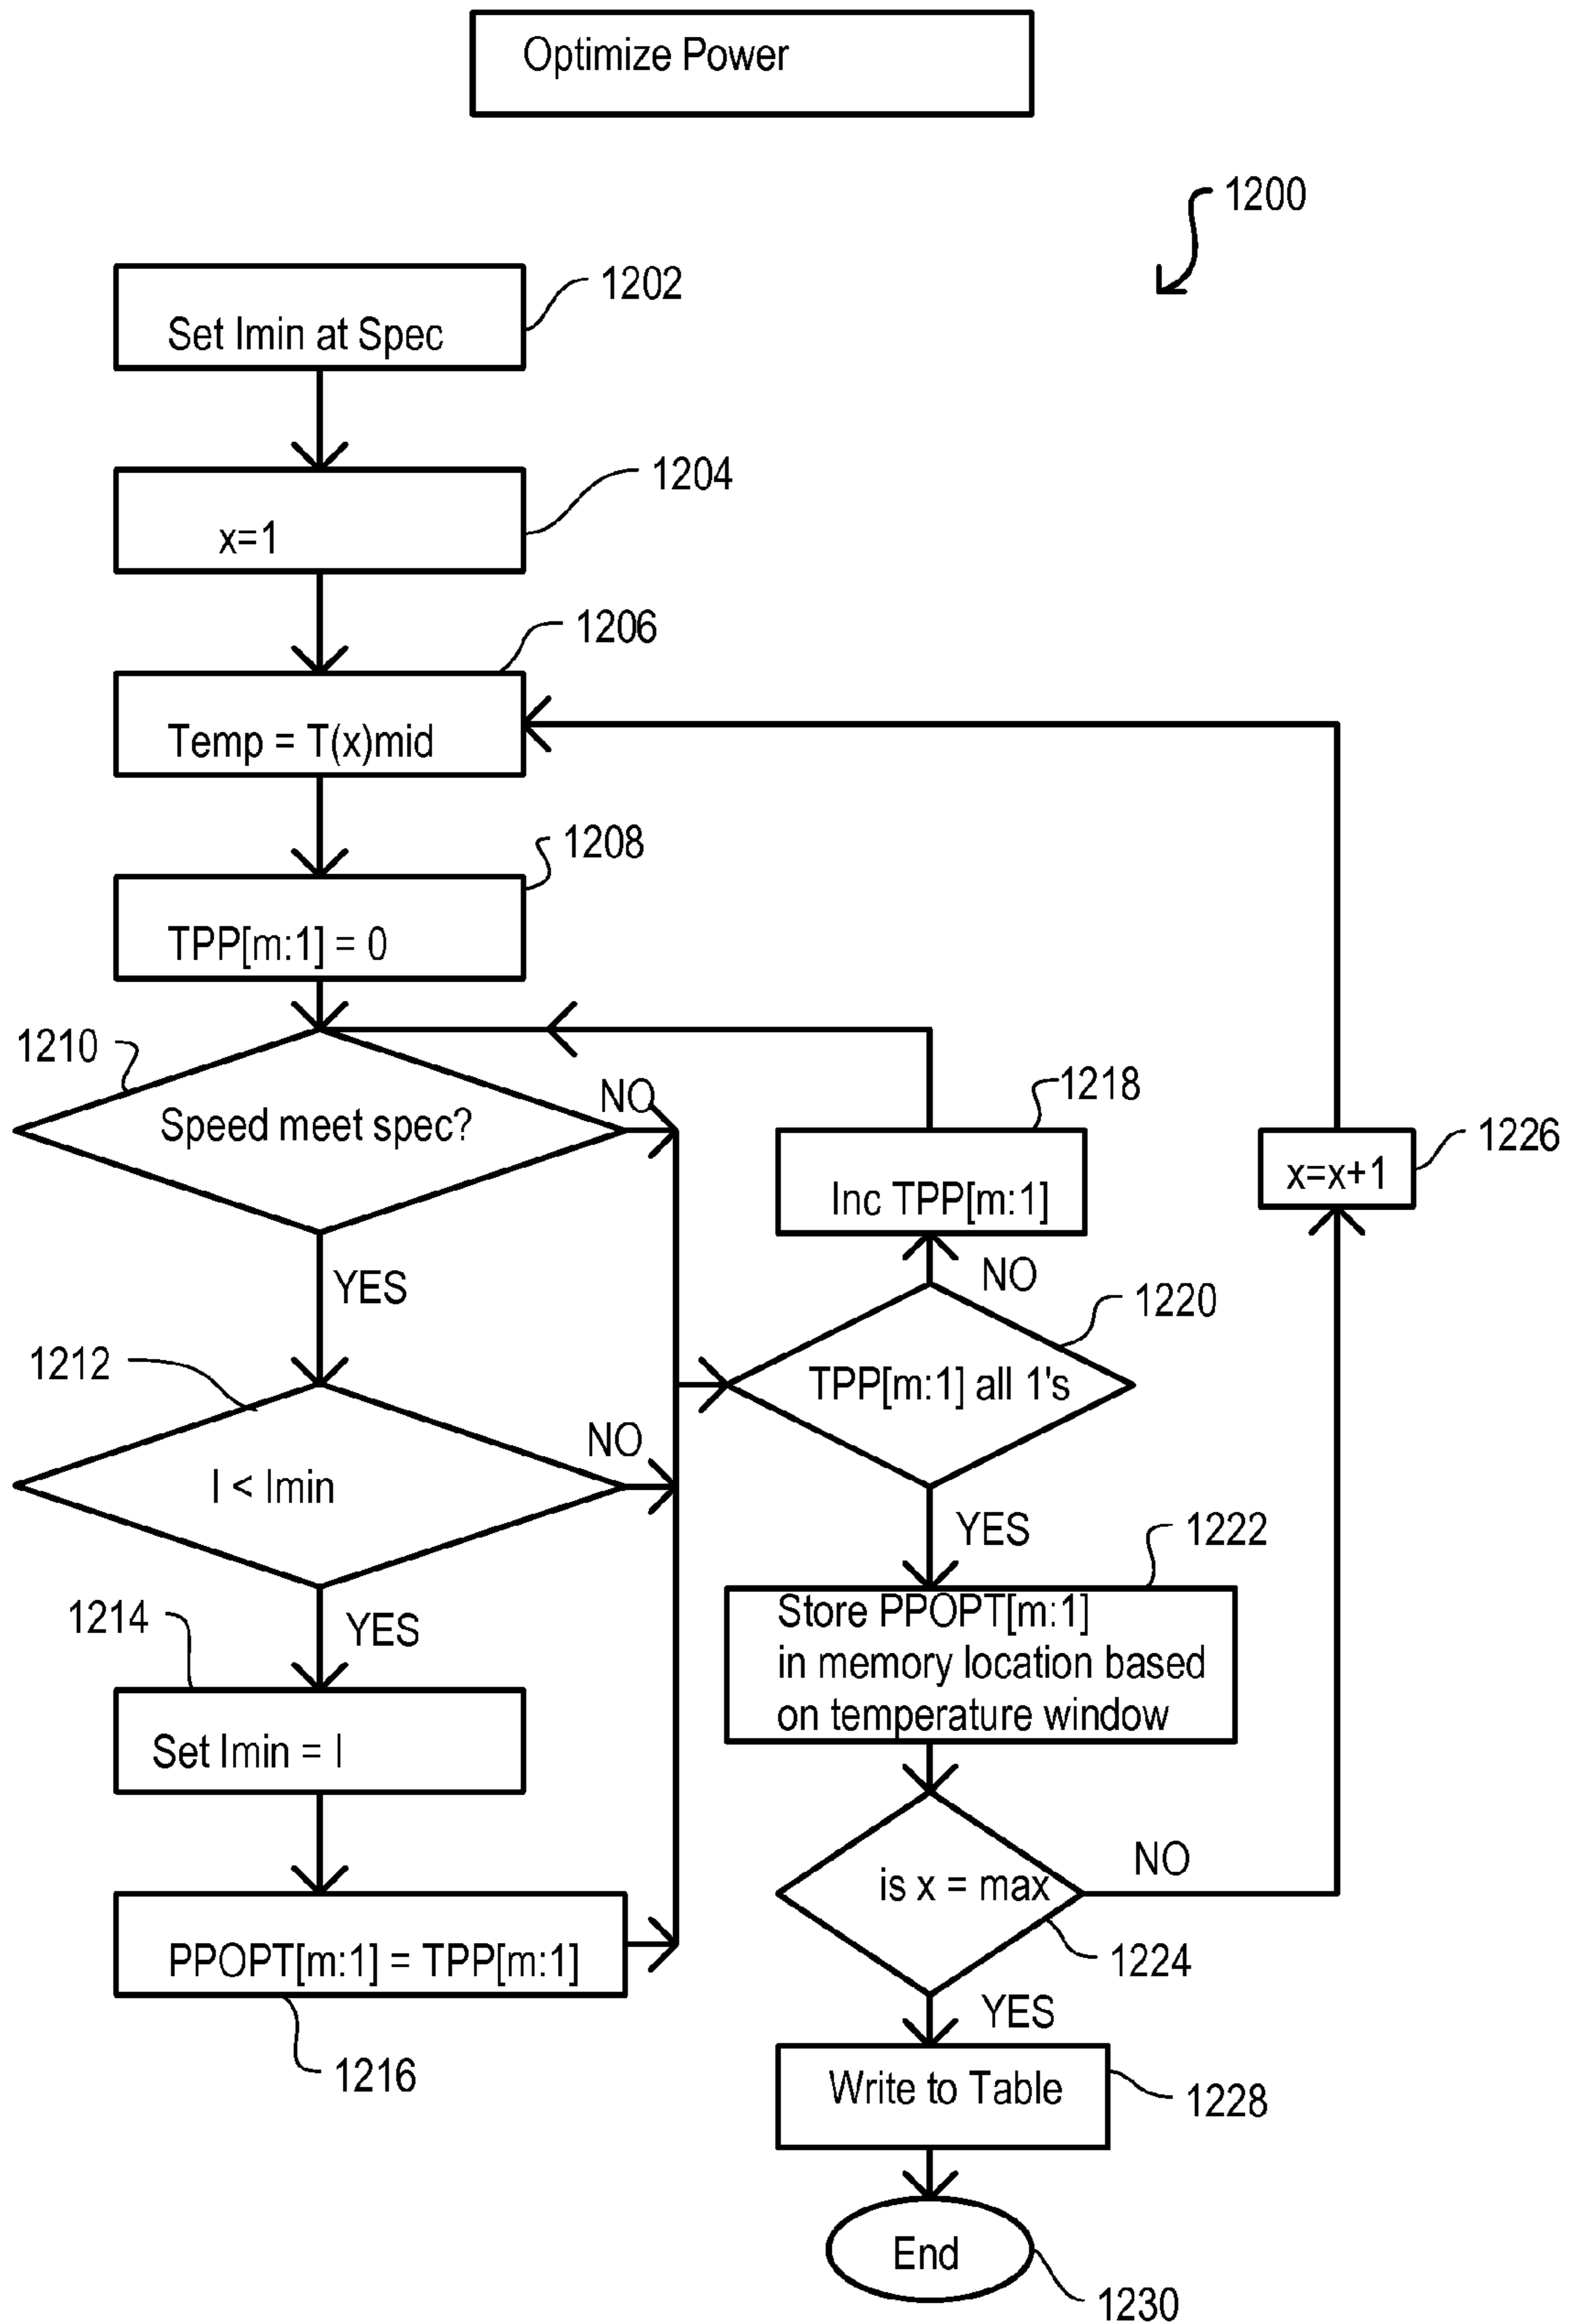 Optimize Power
1200
1202
Set Imin at Spec
1204
x=1
1206
Temp = T(x)mid
1208
TPP[m:1] = 0
1210
Speed meet spec?
NO
YES
1212
I < Imin
NO
YES
1214
Set Imin = I
PPOPT[m:1] = TPP[m:1]
1216
1218
Inc TPP[m:1]
NO
1220
TPP[m:1] all 1's
YES
1222
Store PPOPT[m:1]
in memory location based
on temperature window
is x = max
NO
1224
1226
x=x+1
YES
Write to Table
1228
End
1230